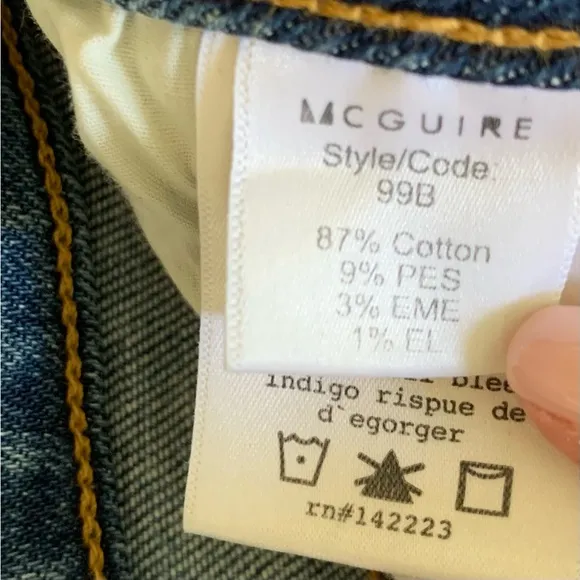 MCGUIRE
Style/Code:
99B
87% Cotton
9% PES
3% EME
1% EL
indigo rispue de
d`egorger
rn#142223